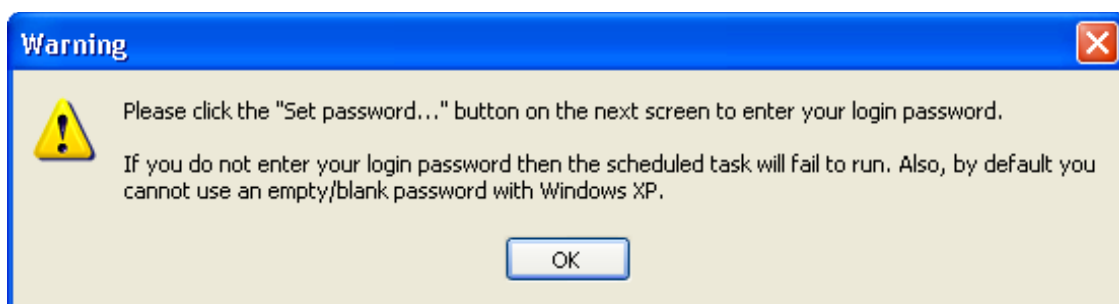 Warning
Please click the "Set password..." button on the next screen to enter your login password.
If you do not enter your login password then the scheduled task will fail to run. Also, by default you
cannot use an empty/blank password with Windows XP.
OK